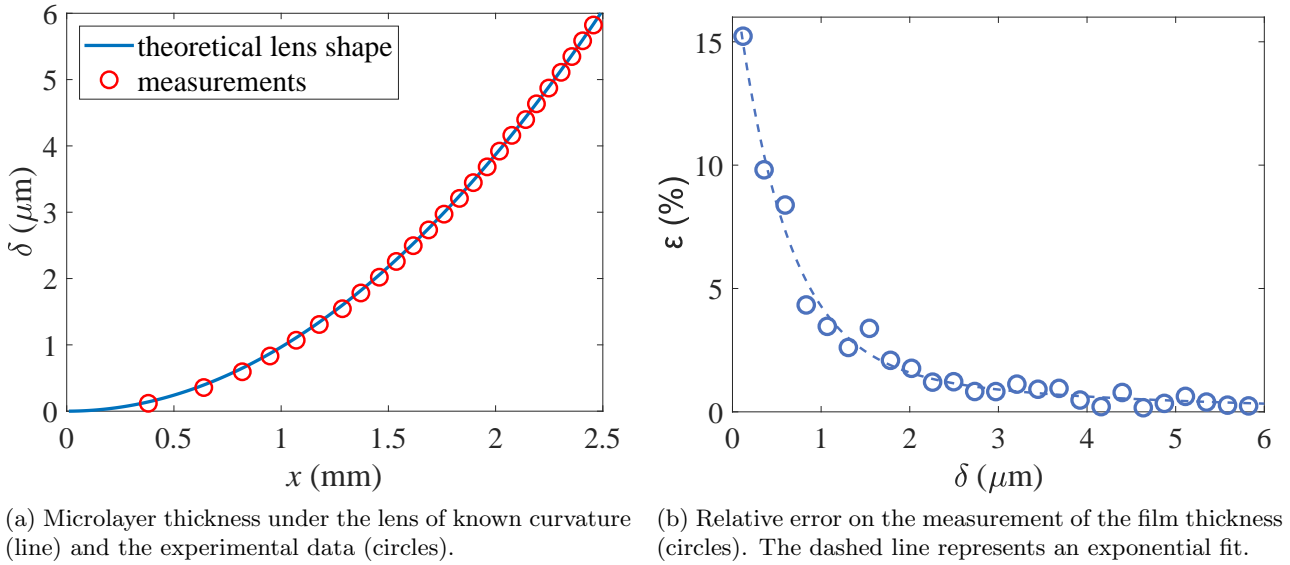 6
5
4
3
2
1
0
0
0.5
1
1.5
2
2.5
δ (μm)
x (mm)
theoretical lens shape
measurements
15
10
5
0
0
1
2
3
4
5
6
ε (%)
δ (μm)
(a) Microlayer thickness under the lens of known curvature
(line) and the experimental data (circles).
(b) Relative error on the measurement of the film thickness
(circles). The dashed line represents an exponential fit.